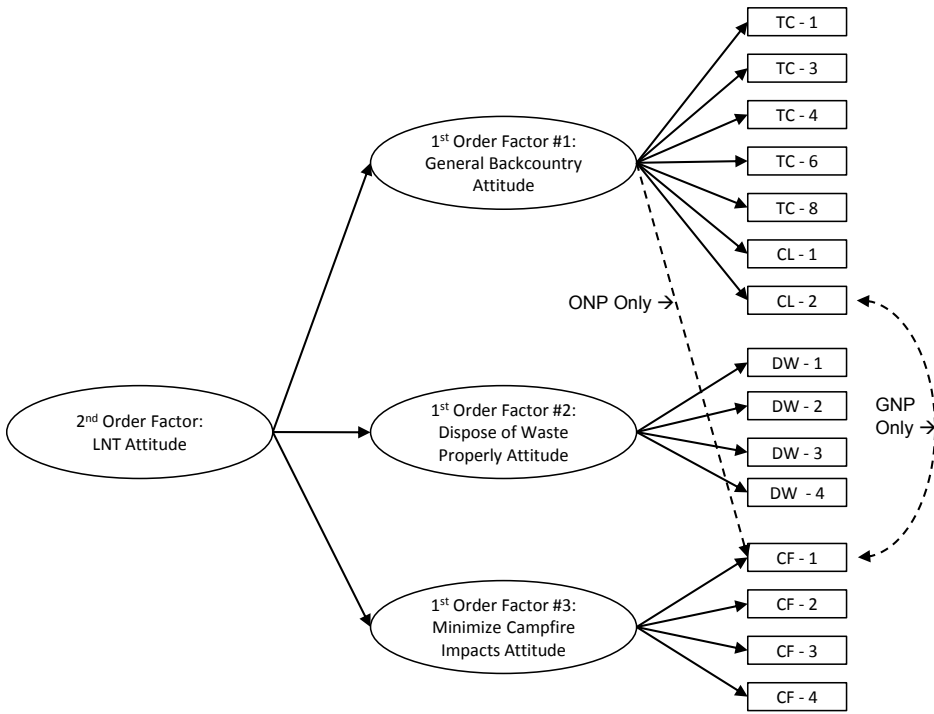 TC - 1
TC - 3
TC - 4
TC - 6
TC - 8
CL - 1
CL - 2
1st Order Factor #1:
General Backcountry
Attitude
ONP Only →
DW - 1
DW - 2
DW - 3
DW - 4
GNP
Only →
2nd Order Factor:
LNT Attitude
1st Order Factor #2:
Dispose of Waste
Properly Attitude
CF - 1
CF - 2
CF - 3
CF - 4
1st Order Factor #3:
Minimize Campfire
Impacts Attitude